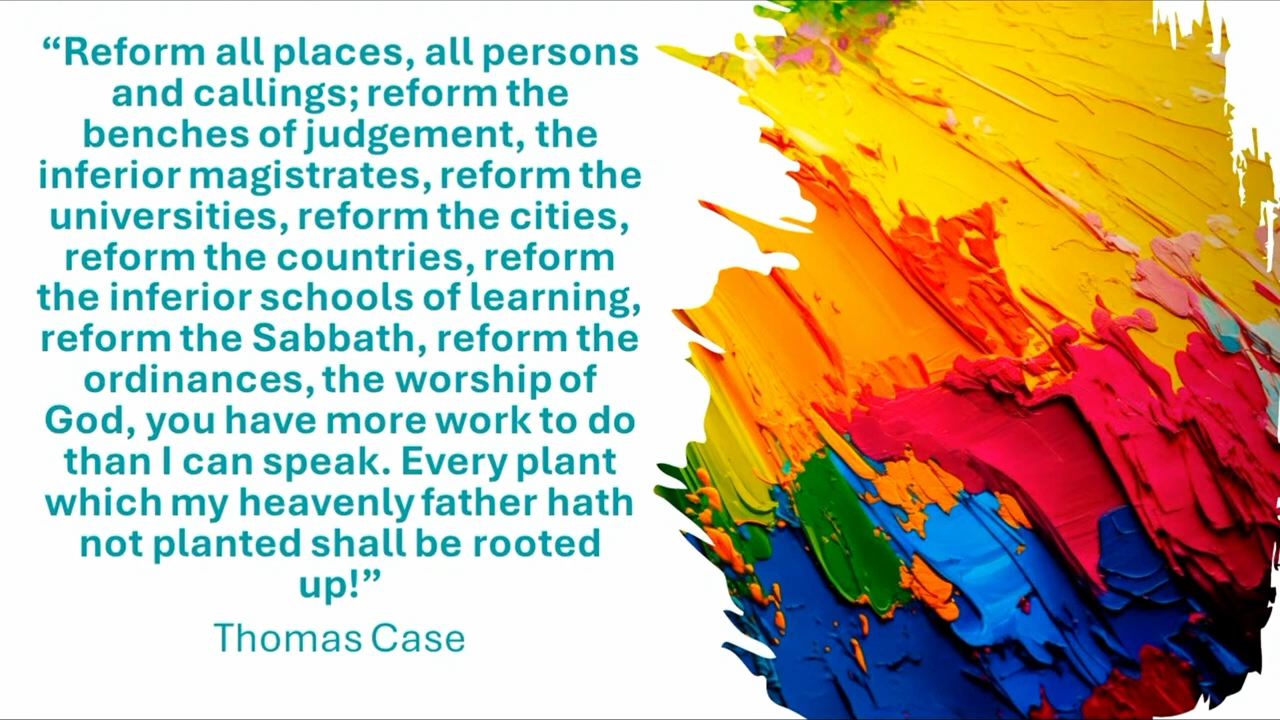 “Reform all places, all persons
and callings; reform the
benches of judgement, the
inferior magistrates, reform the
universities, reform the cities,
reform the countries, reform
the inferior schools of learning,
reform the Sabbath, reform the
ordinances, the worship of
God, you have more work to do
than I can speak. Every plant
which my heavenly father hath
not planted shall be rooted
up!”
Thomas Case